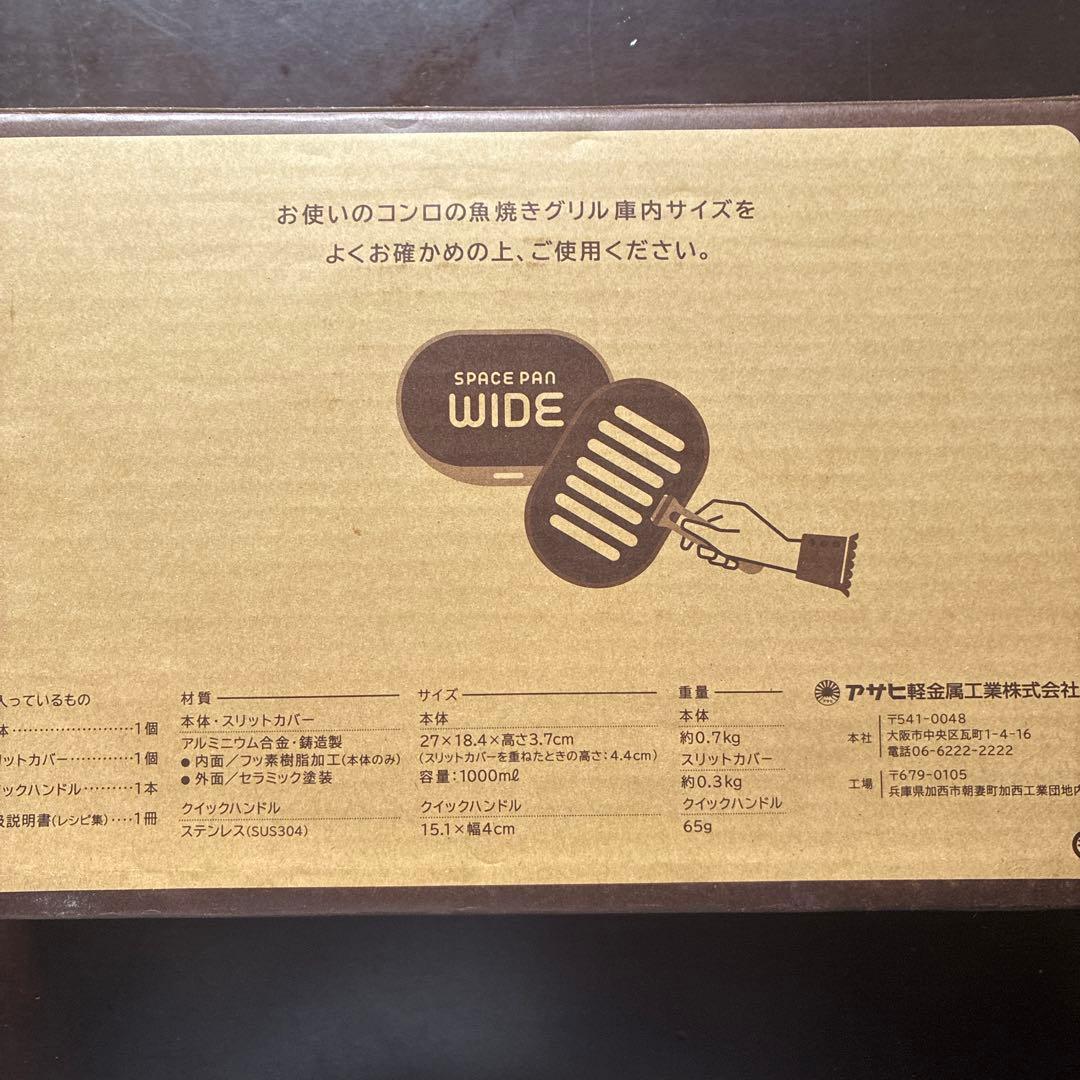 お使いのコンロの魚焼きグリル庫内サイズを
よくお確かめの上、ご使用ください。
SPACE PAN
WIDE
入っているもの
体……………………1個
リットカバー…………1個
ックハンドル………1本
扱説明書(レシピ集)‥‥1冊
材質
本体・スリットカバー
アルミニウム合金・鋳造製
● 内面／フッ素樹脂加工(本体のみ)
● 外面／セラミック塗装
クイックハンドル
ステンレス(SUS304)
サイズ
本体
27×18.4×高さ3.7cm
(スリットカバーを重ねたときの高さ:4.4cm)
容量:1000mℓ
クイックハンドル
15.1×幅4cm
重量
本体
約0.7kg
スリットカバー
約0.3kg
クイックハンドル
65g
アサヒ軽金属工業株式会社
本社
〒541-0048
大阪市中央区瓦町1-4-16
電話06-6222-2222
工場
〒679-0105
兵庫県加西市朝妻町加西工業団地内